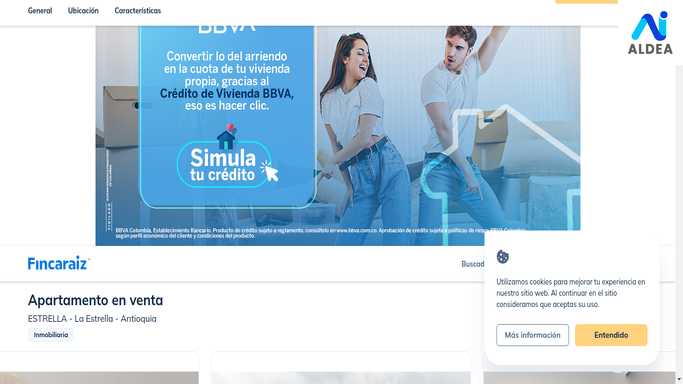 General Ubicación Características
ALDEA
BBVA
Convertir lo del arriendo
en la cuota de tu vivienda
propia, gracias al
Crédito de Vivienda BBVA,
eso es hacer clic.
Simula
tu crédito
BBVA Colombia, Establecimiento Bancario. Producto de crédito sujeto a reglamento, consúltelo en www.bbva.com.co. Aprobación de crédito sujeta a políticas de riesgo BBVA Colombia,
según perfil económico del cliente y condiciones del producto.
Fincaraíz
Buscad
Apartamento en venta
ESTRELLA - La Estrella - Antioquia
Inmobiliaria
Utilizamos cookies para mejorar tu experiencia en
nuestro sitio web. Al continuar en el sitio
consideramos que aceptas su uso.
Más información Entendido